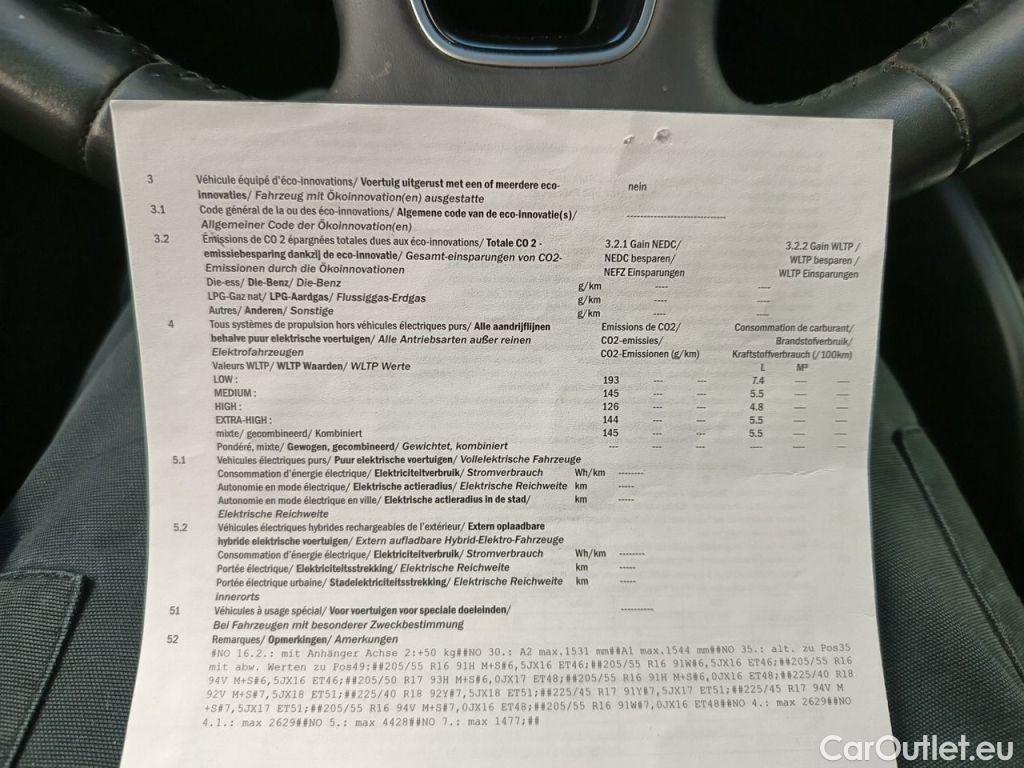 3 Véhicule équipé d'éco-innovations/ Voertuig uitgerust met een of meerdere eco- nein
innovaties/ Fahrzeug mit Ökoinnovation(en) ausgestatte
3.1 Code général de la ou des éco-innovations/ Algemene code van de eco-innovatie(s)/ --------------------------
Allgemeiner Code der Ökoinnovation(en)
3.2 Émissions de CO 2 épargnées totales dues aux éco-innovations/ Totale CO 2 - 3.2.1 Gain NEDC/ 3.2.2 Gain WLTP /
emissiebesparing dankzij de eco-innovatie/ Gesamt-einsparungen von CO2- NEDC besparen/ WLTP besparen /
Emissionen durch die Ökoinnovationen NEFZ Einsparungen WLTP Einsparungen
Die-ess/ Die-Benz/ Die-Benz g/km ---- ----
LPG-Gaz nat/ LPG-Aardgas/ Flussiggas-Erdgas g/km ---- ----
Autres/ Anderen/ Sonstige g/km ---- ----
4 Tous systèmes de propulsion hors véhicules électriques purs/ Alle aandrijflijnen Emissions de CO2/ Consommation de carburant/
behalve puur elektrische voertuigen/ Alle Antriebsarten außer reinen CO2-emissies/ Brandstofverbruik/
Elektrofahrzeugen CO2-Emissionen (g/km) Kraftstoffverbrauch (/100km)
Valeurs WLTP/ WLTP Waarden/ WLTP Werte L M³
LOW : 193 --- --- 7.4 — —
MEDIUM : 145 --- --- 5.5 — —
HIGH : 126 --- --- 4.8 — —
EXTRA-HIGH : 144 --- --- 5.5 — —
mixte/ gecombineerd/ Kombiniert 145 --- --- 5.5 — —
Pondéré, mixte/ Gewogen, gecombineerd/ Gewichtet, kombiniert --- --- --- --- — —
5.1 Vehicules électriques purs/ Puur elektrische voertuigen/ Vollelektrische Fahrzeuge
Consommation d'énergie électrique/ Elektriciteitverbruik/ Stromverbrauch Wh/km -------
Autonomie en mode électrique/ Elektrische actieradius/ Elektrische Reichweite km -----
Autonomie en mode électrique en ville/ Elektrische actieradius in de stad/ km -----
Elektrische Reichweite
5.2 Véhicules électriques hybrides rechargeables de l'extérieur/ Extern oplaadbare
hybride elektrische voertuigen/ Extern aufladbare Hybrid-Elektro-Fahrzeuge
Consommation d'énergie électrique/ Elektriciteitverbruik/ Stromverbrauch Wh/km -------
Portée électrique/ Elektriciteitsstrekking/ Elektrische Reichweite km -----
Portée électrique urbaine/ Stadelektriciteitsstrekking/ Elektrische Reichweite km -----
innerorts
51 Véhicules à usage spécial/ Voor voertuigen voor speciale doeleinden/ ---------
Bei Fahrzeugen mit besonderer Zweckbestimmung
52 Remarques/ Opmerkingen/ Amerkungen
#NO 16.2.: mit Anhänger Achse 2:+50 kg##NO 30.: A2 max.1531 mm##A1 max.1544 mm##NO 35.: alt. zu Pos35
mit abw. Werten zu Pos49:##205/55 R16 91H M+S#6,5JX16 ET46;##205/55 R16 91W#6,5JX16 ET46;##205/55 R16
94V M+S#6,5JX16 ET46;##205/50 R17 93H M+S#6,0JX17 ET48;##205/55 R16 91H M+S#6,0JX16 ET48;##225/40 R18
92V M+S#7,5JX18 ET51;##225/40 R18 92Y#7,5JX18 ET51;##225/45 R17 91Y#7,5JX17 ET51;##225/45 R17 94V M
+S#7,5JX17 ET51;##205/55 R16 94V M+S#7,0JX16 ET48;##205/55 R16 91W#7,0JX16 ET48##NO 4.: max 2629##NO
4.1.: max 2629##NO 5.: max 4428##NO 7.: max 1477;##
CarOutlet.eu